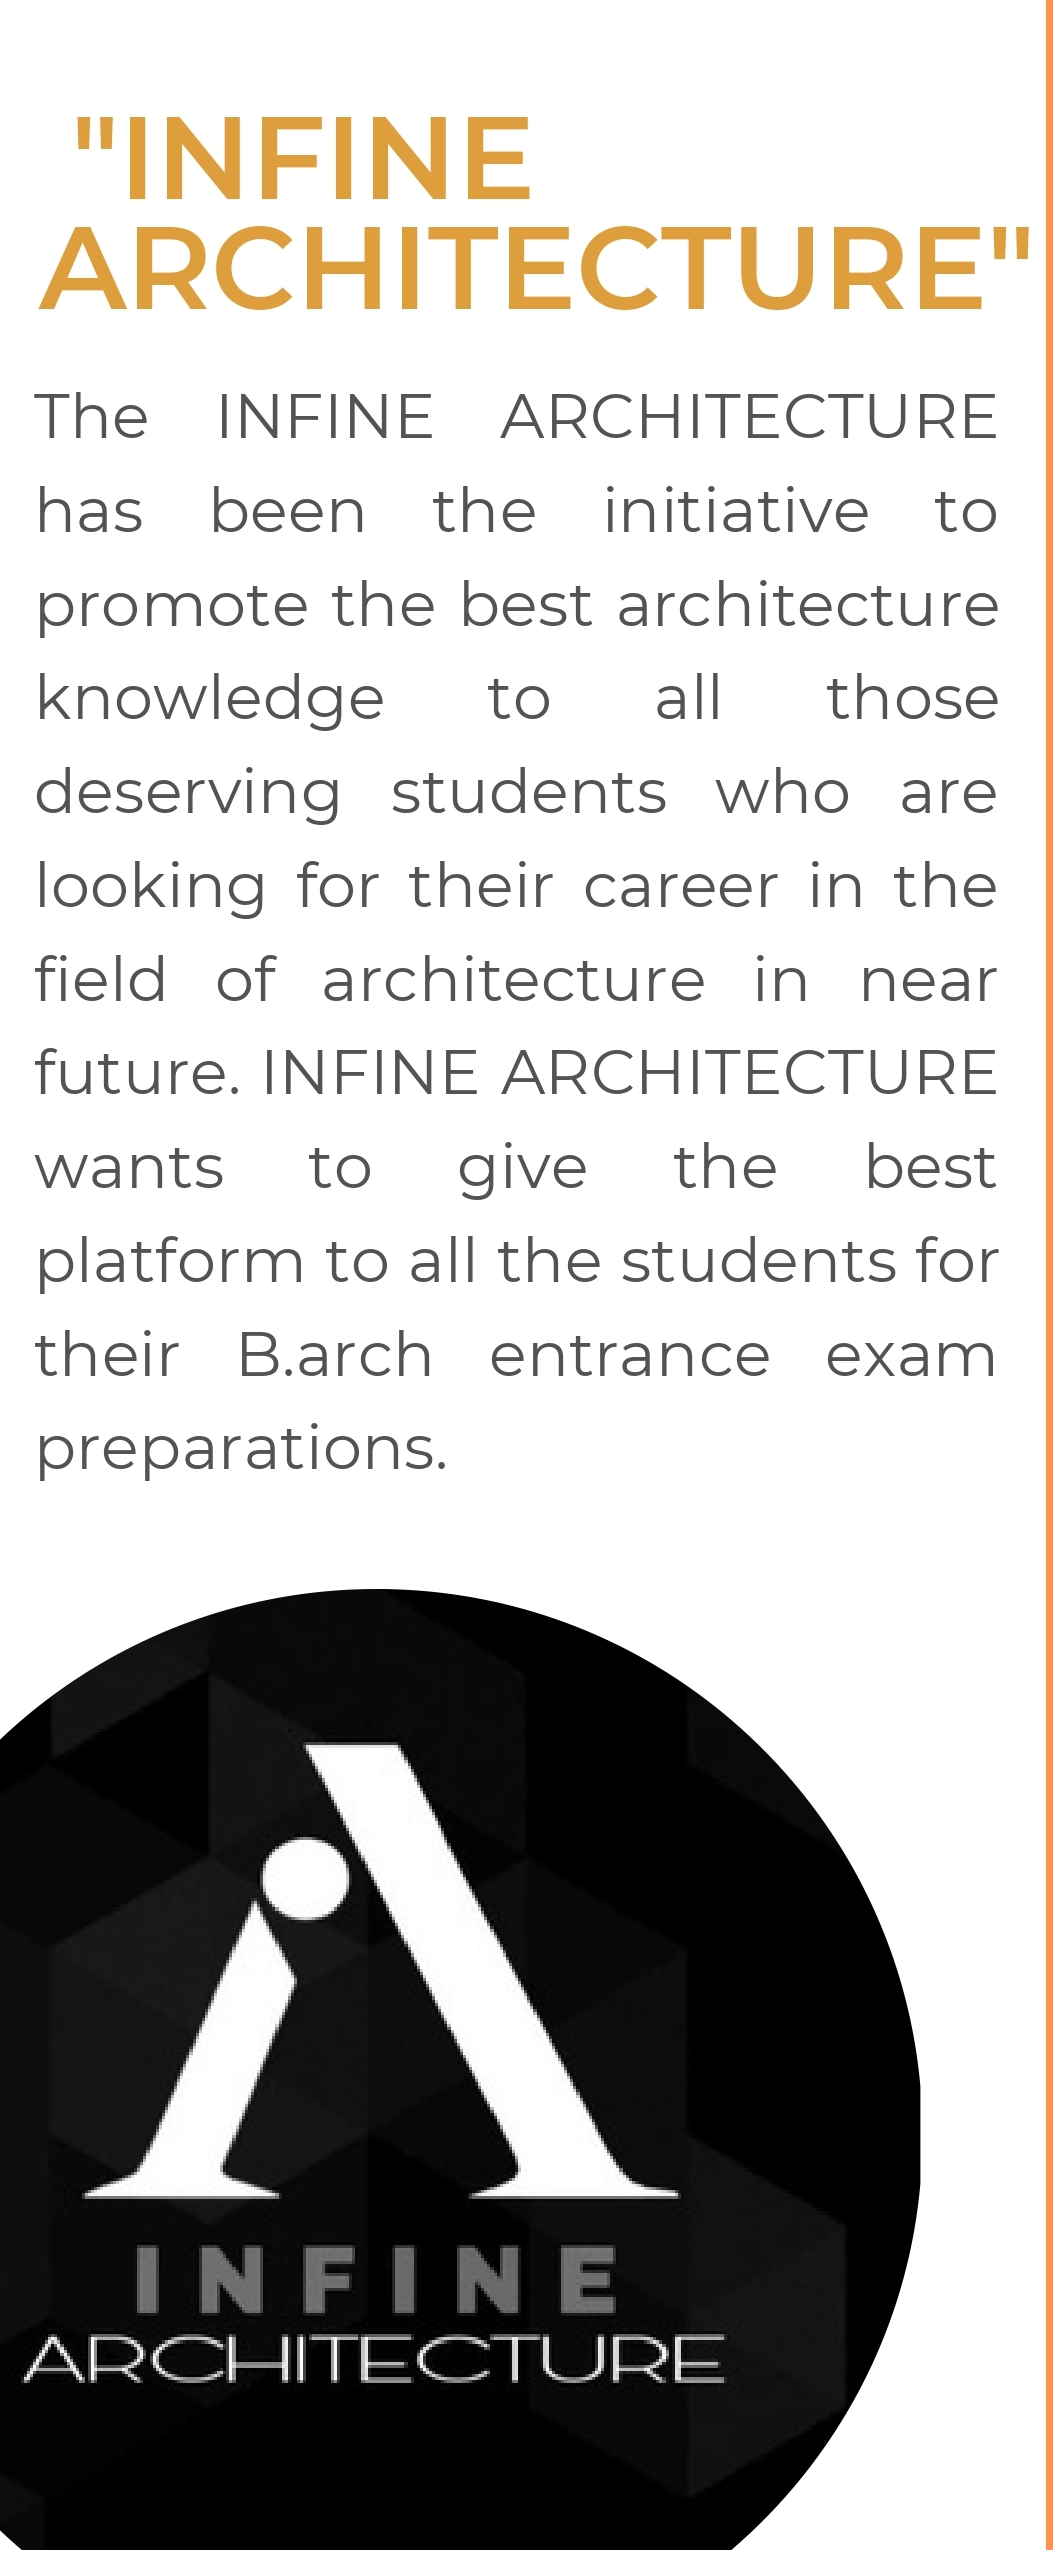 "INFINE
ARCHITECTURE"
The INFINE ARCHITECTURE
has been the initiative to
promote the best architecture
knowledge to all those
deserving students who are
looking for their career in the
field of architecture in near
future. INFINE ARCHITECTURE
wants to give the best
platform to all the students for
their B.arch entrance exam
preparations.
iA
INFINE
ARCHITECTURE